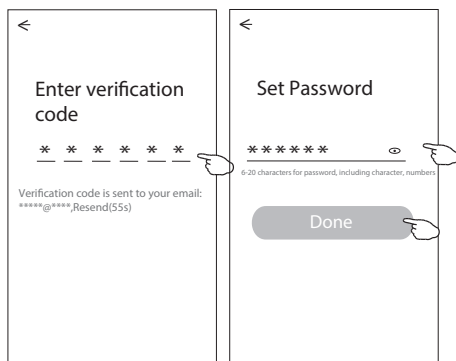 Enter verification
code
* * * * * *
Verification code is sent to your email:
*****@****,Resend(55s)
Set Password
******
6-20 characters for password, including character, numbers
Done